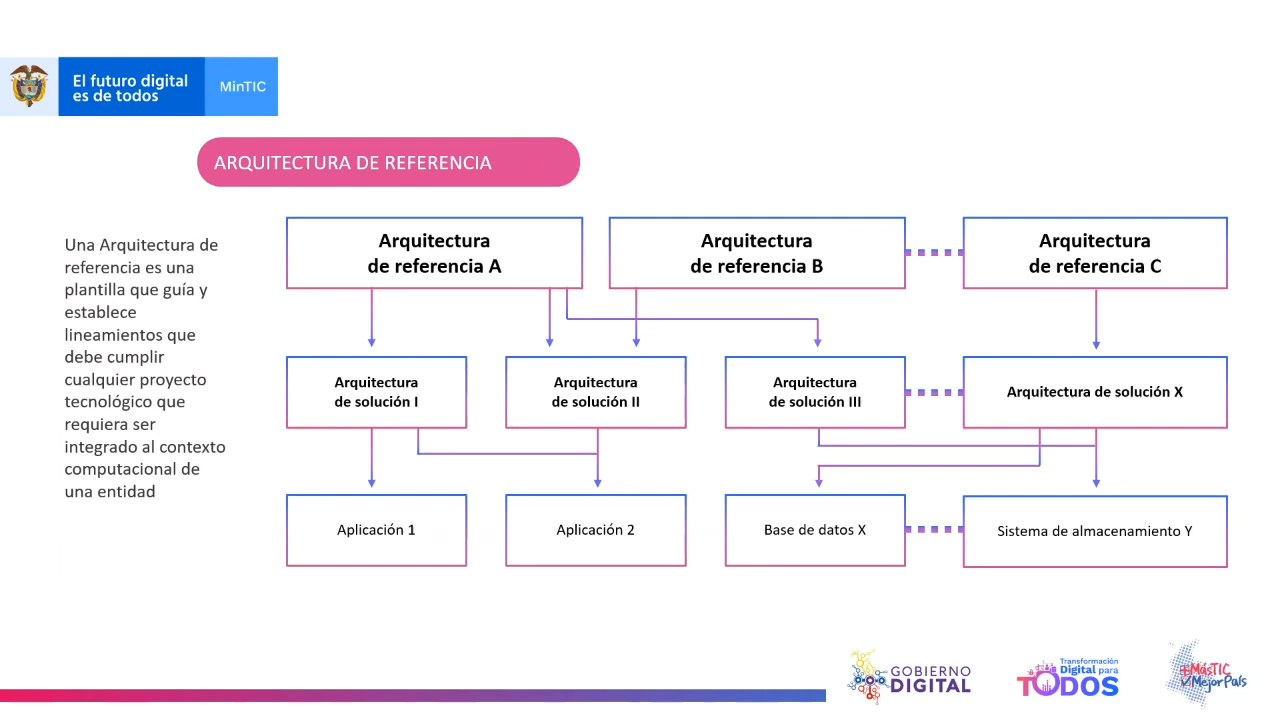 El futuro digital
es de todos
MinTIC
ARQUITECTURA DE REFERENCIA
Una Arquitectura de
referencia es una
plantilla que guía y
establece
lineamientos que
debe cumplir
cualquier proyecto
tecnológico que
requiera ser
integrado al contexto
computacional de
una entidad
Arquitectura
de referencia A
Arquitectura
de referencia B
Arquitectura
de referencia C
Arquitectura
de solución I
Arquitectura
de solución II
Arquitectura
de solución III
Arquitectura de solución X
Aplicación 1
Aplicación 2
Base de datos X
Sistema de almacenamiento Y
GOBIERNO
DIGITAL
Transformación
Digital para
TODOS
+MásTIC
✓MejorPaís